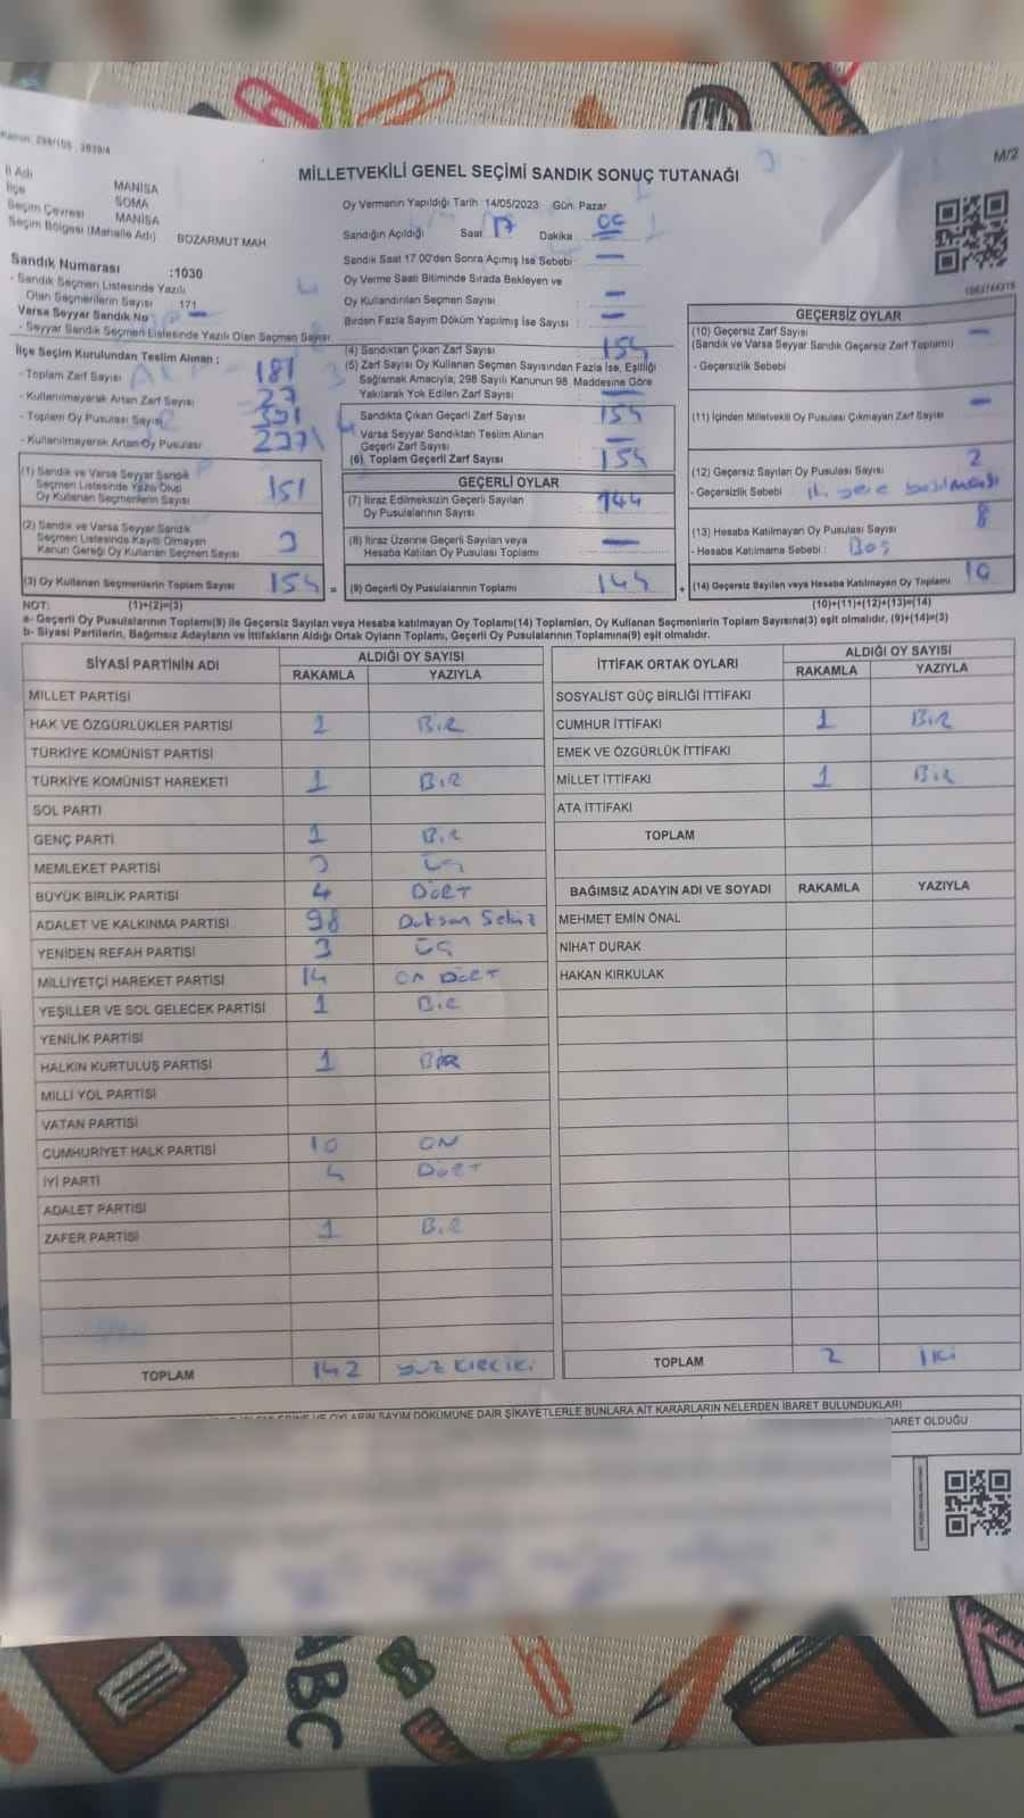 MİLLETVEKİLİ GENEL SEÇİMİ SANDIK SONUÇ TUTANAĞI
M/2
İl Adı MANİSA
İlçe SOMA
Seçim Çevresi MANİSA
Seçim Bölgesi (Mahalle Adı) BOZARMUT MAH
Oy Vermenin Yapıldığı Tarih 14/05/2023 Gün. Pazar
Sandığın Açıldığı Saat 17 Dakika 00
Sandık Saat 17 00'den Sonra Açımış İse Sebebi —
Oy Verme Saati Bitiminde Sırada Bekleyen ve
Oy Kullandırılan Seçmen Sayısı —
Birden Fazla Sayım Döküm Yapılmış İse Sayısı —
Sandık Numarası :1030
- Sandık Seçmen Listesinde Yazılı
Olan Seçmenlerin Sayısı 171
Varsa Seyyar Sandık No —
- Seyyar Sandık Seçmen Listesinde Yazılı Olan Seçmen Sayısı
İlçe Seçim Kurulundan Teslim Alınan :
- Toplam Zarf Sayısı 181
- Kullanılmayarak Artan Zarf Sayısı 27
- Toplam Oy Pusulası Sayısı
- Kullanılmayarak Artan Oy Pusulası
(1) Sandık ve Varsa Seyyar Sandık
Seçmen Listesinde Yazılı Olup
Oy Kullanan Seçmenlerin Sayısı 151
(2) Sandık ve Varsa Seyyar Sandık
Seçmen Listesinde Kayıtlı Olmayan
Kanun Gereği Oy Kullanan Seçmen Sayısı 3
(3) Oy Kullanan Seçmenlerin Toplam Sayısı 154 =
(4) Sandıktan Çıkan Zarf Sayısı 154
(5) Zarf Sayısı Oy Kullanan Seçmen Sayısından Fazla İse, Eşitliği
Sağlamak Amacıyla, 298 Sayılı Kanunun 98. Maddesine Göre
Yakılarak Yok Edilen Zarf Sayısı —
Sandıkta Çıkan Geçerli Zarf Sayısı 154
Varsa Seyyar Sandıktan Teslim Alınan
Geçerli Zarf Sayısı —
(6) Toplam Geçerli Zarf Sayısı 154
GEÇERLİ OYLAR
(7) İtiraz Edilmeksizin Geçerli Sayılan
Oy Pusulalarının Sayısı 144
(8) İtiraz Üzerine Geçerli Sayılan veya
Hesaba Katılan Oy Pusulası Toplamı —
(9) Geçerli Oy Pusulalarının Toplamı 144 +
GEÇERSİZ OYLAR
(10) Geçersiz Zarf Sayısı —
(Sandık ve Varsa Seyyar Sandık Geçersiz Zarf Toplamı)
- Geçersizlik Sebebi
(11) İçinden Milletvekili Oy Pusulası Çıkmayan Zarf Sayısı —
(12) Geçersiz Sayılan Oy Pusulası Sayısı 2
- Geçersizlik Sebebi
(13) Hesaba Katılmayan Oy Pusulası Sayısı 8
- Hesaba Katılmama Sebebi : Boş
(14) Geçersiz Sayılan veya Hesaba Katılmayan Oy Toplamı 10
NOT: (1)+(2)=(3) (10)+(11)+(12)+(13)=(14)
a- Geçerli Oy Pusulalarının Toplamı(9) ile Geçersiz Sayılan veya Hesaba katılmayan Oy Toplamı(14) Toplamları, Oy Kullanan Seçmenlerin Toplam Sayısına(3) eşit olmalıdır. (9)+(14)=(3)
b- Siyasi Partilerin, Bağımsız Adayların ve İttifakların Aldığı Ortak Oyların Toplamı, Geçerli Oy Pusulalarının Toplamına(9) eşit olmalıdır.
SİYASİ PARTİNİN ADI ALDIĞI OY SAYISI
RAKAMLA YAZIYLA
MİLLET PARTİSİ
HAK VE ÖZGÜRLÜKLER PARTİSİ 1 Bir
TÜRKİYE KOMÜNİST PARTİSİ
TÜRKİYE KOMÜNİST HAREKETİ 1 Bir
SOL PARTİ
GENÇ PARTİ 1 Bir
MEMLEKET PARTİSİ 3 üç
BÜYÜK BİRLİK PARTİSİ 4 Dört
ADALET VE KALKINMA PARTİSİ 98 Doksan Sekiz
YENİDEN REFAH PARTİSİ 3 üç
MİLLİYETÇİ HAREKET PARTİSİ 14 On Dört
YEŞİLLER VE SOL GELECEK PARTİSİ 1 Bir
YENİLİK PARTİSİ
HALKIN KURTULUŞ PARTİSİ 1 Bir
MİLLİ YOL PARTİSİ
VATAN PARTİSİ
CUMHURİYET HALK PARTİSİ 10 ON
İYİ PARTİ 4 Dört
ADALET PARTİSİ
ZAFER PARTİSİ 1 Bir
TOPLAM 142 yüz kırk iki
İTTİFAK ORTAK OYLARI ALDIĞI OY SAYISI
RAKAMLA YAZIYLA
SOSYALİST GÜÇ BİRLİĞİ İTTİFAKI
CUMHUR İTTİFAKI 1 Bir
EMEK VE ÖZGÜRLÜK İTTİFAKI
MİLLET İTTİFAKI 1 Bir
ATA İTTİFAKI
TOPLAM
BAĞIMSIZ ADAYIN ADI VE SOYADI RAKAMLA YAZIYLA
MEHMET EMİN ÖNAL
NİHAT DURAK
HAKAN KIRKULAK
TOPLAM 2 İki
OYLARIN SAYIM DÖKÜMÜNE DAİR ŞİKAYETLERLE BUNLARA AİT KARARLARIN NELERDEN İBARET BULUNDUKLARI
İBARET OLDUĞU
ABC